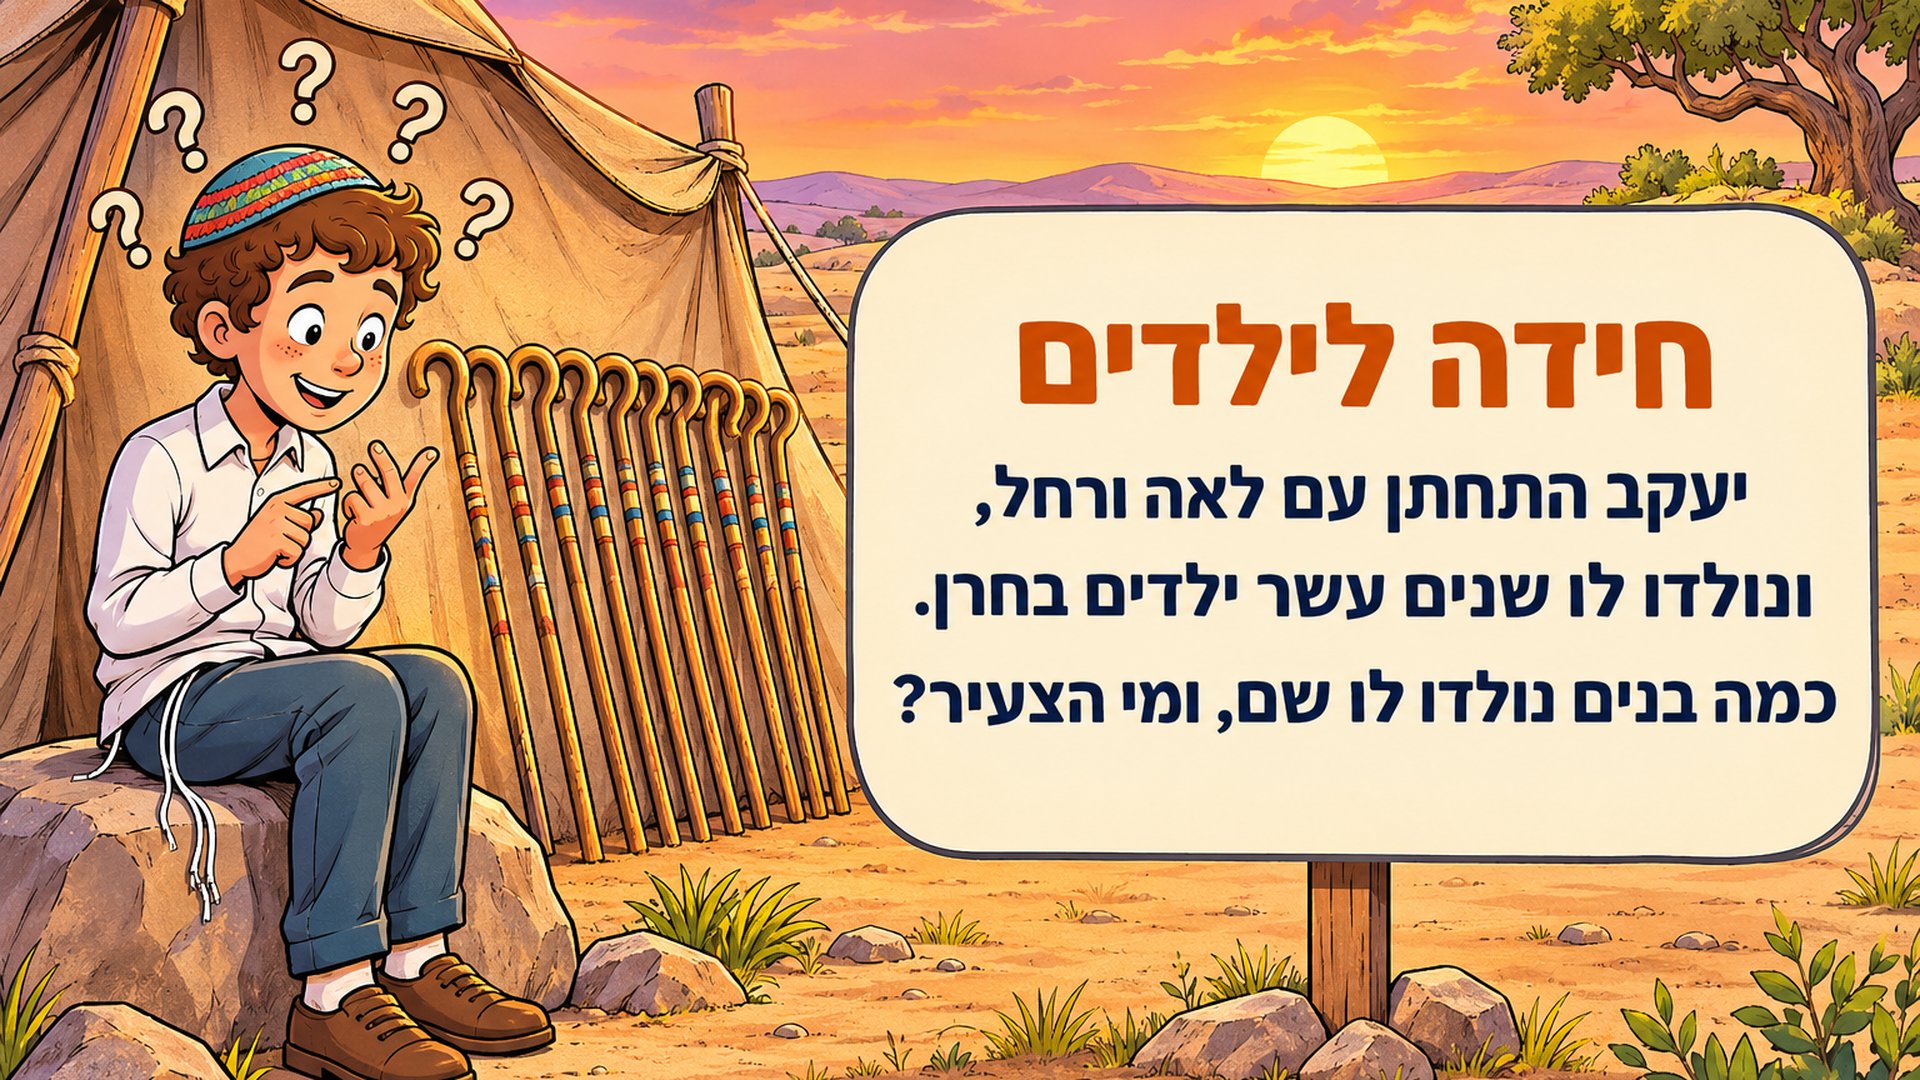 חידה לילדים
יעקב התחתן עם לאה ורחל,
ונולדו לו שנים עשר ילדים בחרן.
כמה בנים נולדו לו שם, ומי הצעיר?